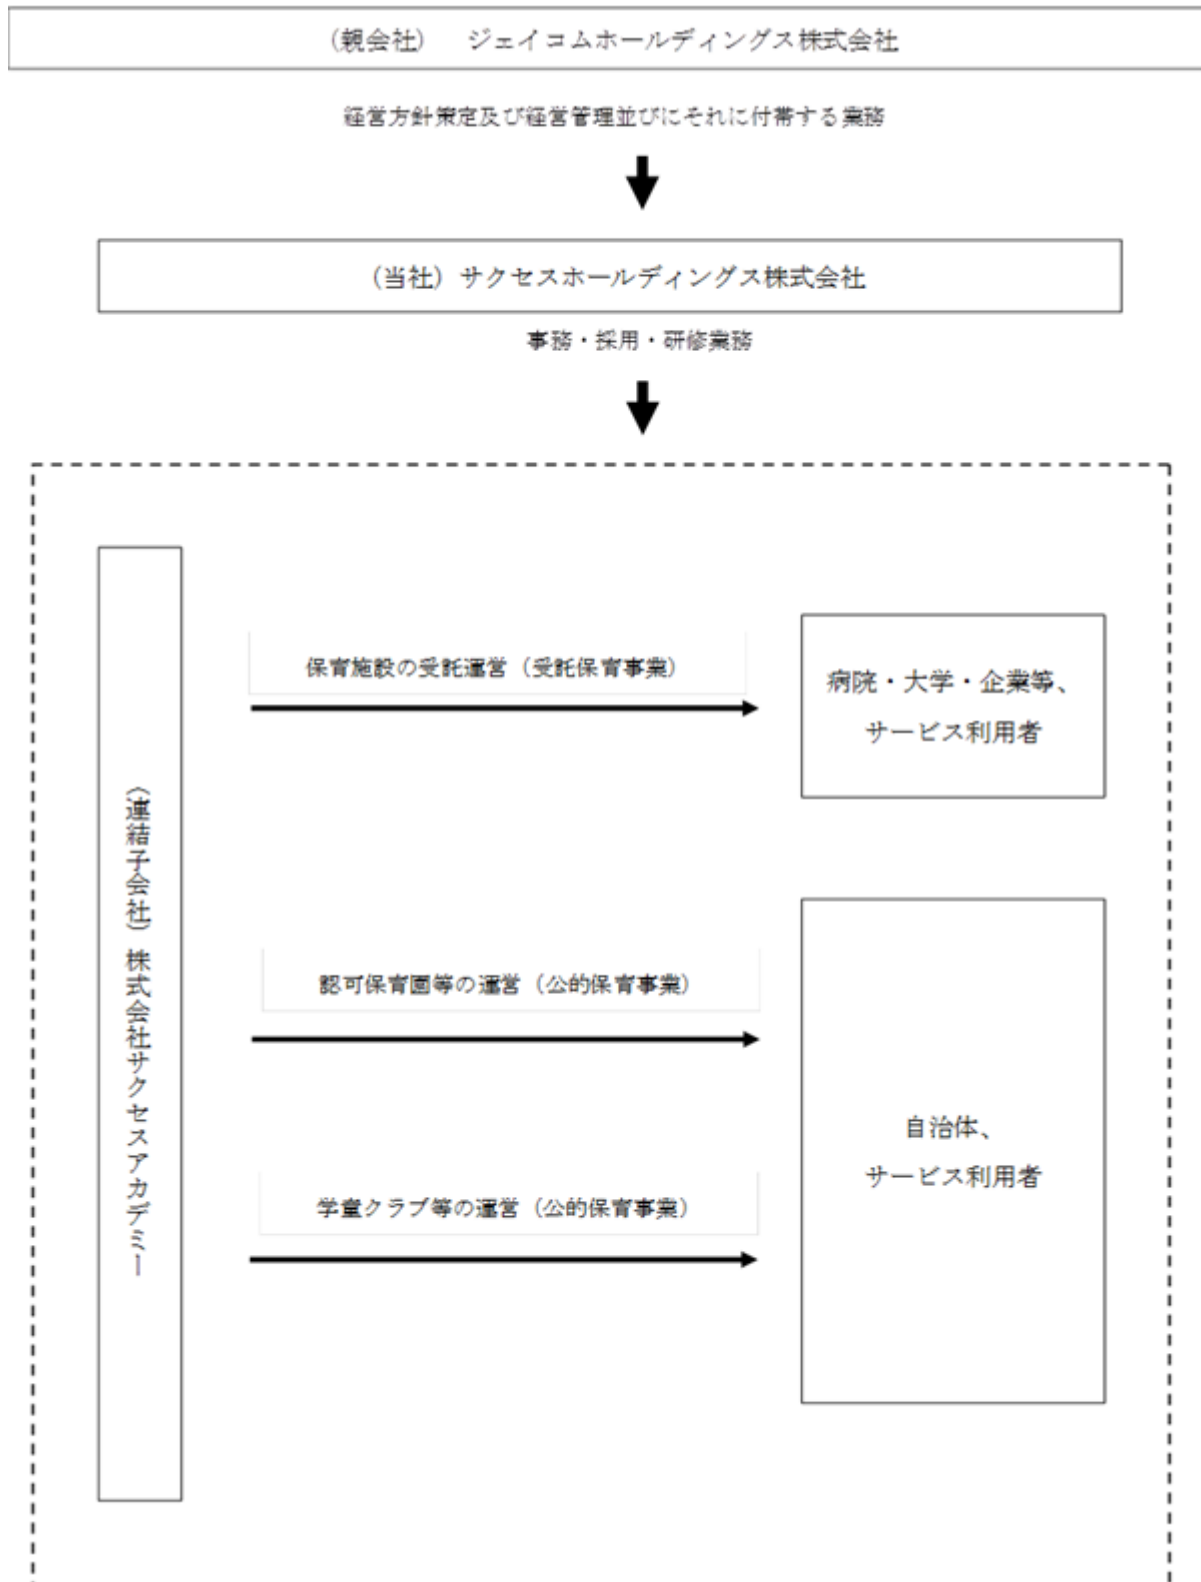 (親会社) ジェイコムホールディングス株式会社
経営方針策定及び経営管理並びにそれに付帯する業務
(当社) サクセスホールディングス株式会社
事務・採用・研修業務
(連結子会社) 株式会社サクセスアカデミー
保育施設の受託運営 (受託保育事業)
病院・大学・企業等、
サービス利用者
認可保育園等の運営 (公的保育事業)
学童クラブ等の運営 (公的保育事業)
自治体、
サービス利用者